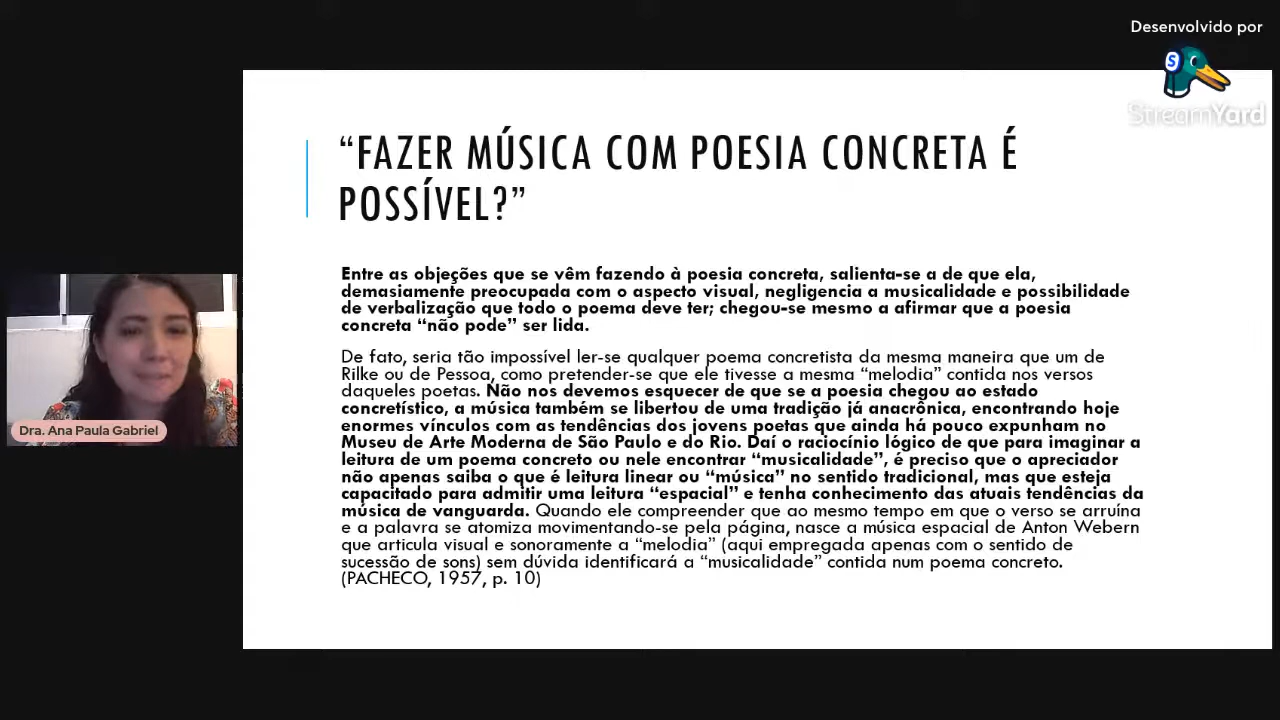 Desenvolvido por
StreamYard
“FAZER MÚSICA COM POESIA CONCRETA É
POSSÍVEL?”
Entre as objeções que se vêm fazendo à poesia concreta, salienta-se a de que ela,
demasiamente preocupada com o aspecto visual, negligencia a musicalidade e possibilidade
de verbalização que todo o poema deve ter; chegou-se mesmo a afirmar que a poesia
concreta “não pode” ser lida.
De fato, seria tão impossível ler-se qualquer poema concretista da mesma maneira que um de
Rilke ou de Pessoa, como pretender-se que ele tivesse a mesma “melodia” contida nos versos
daqueles poetas. Não nos devemos esquecer de que se a poesia chegou ao estado
concretístico, a música também se libertou de uma tradição já anacrônica, encontrando hoje
enormes vínculos com as tendências dos jovens poetas que ainda há pouco expunham no
Museu de Arte Moderna de São Paulo e do Rio. Daí o raciocínio lógico de que para imaginar a
leitura de um poema concreto ou nele encontrar “musicalidade”, é preciso que o apreciador
não apenas saiba o que é leitura linear ou “música” no sentido tradicional, mas que esteja
capacitado para admitir uma leitura “espacial” e tenha conhecimento das atuais tendências da
música de vanguarda. Quando ele compreender que ao mesmo tempo em que o verso se arruína
e a palavra se atomiza movimentando-se pela página, nasce a música espacial de Anton Webern
que articula visual e sonoramente a “melodia” (aqui empregada apenas com o sentido de
sucessão de sons) sem dúvida identificará a “musicalidade” contida num poema concreto.
(PACHECO, 1957, p. 10)
Dra. Ana Paula Gabriel